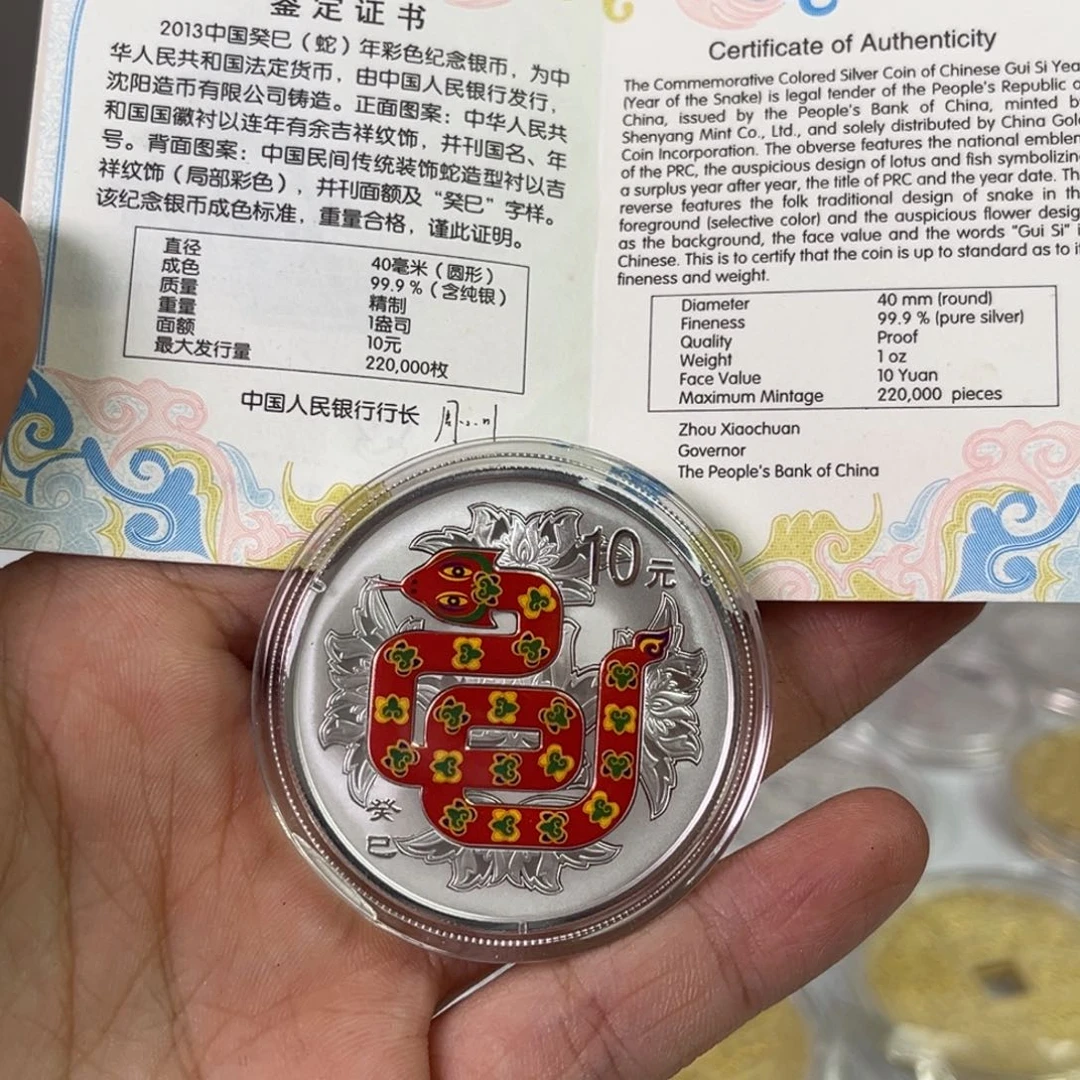 鉴定证书
2013中国癸巳（蛇）年彩色纪念银币，为中
华人民共和国法定货币，由中国人民银行发行，
沈阳造币有限公司铸造。正面图案：中华人民共
和国国徽衬以连年有余吉祥纹饰，并刊国名、年
号。背面图案：中国民间传统装饰蛇造型衬以吉
祥纹饰（局部彩色），并刊面额及“癸巳”字样。
该纪念银币成色标准，重量合格，谨此证明。
直径 40毫米（圆形）
成色 99.9％（含纯银）
质量 精制
重量 1盎司
面额 10元
最大发行量 220,000枚
中国人民银行行长
Certificate of Authenticity
The Commemorative Colored Silver Coin of Chinese Gui Si Yea
(Year of the Snake) is legal tender of the People's Republic o
China, issued by the People's Bank of China, minted b
Shenyang Mint Co., Ltd., and solely distributed by China Gol
Coin Incorporation. The obverse features the national emblem
of the PRC, the auspicious design of lotus and fish symbolizin
a surplus year after year, the title of PRC and the year date. Th
reverse features the folk traditional design of snake in th
foreground (selective color) and the auspicious flower desig
as the background, the face value and the words "Gui Si" i
Chinese. This is to certify that the coin is up to standard as to i
fineness and weight.
Diameter 40 mm (round)
Fineness 99.9 % (pure silver)
Quality Proof
Weight 1 oz
Face Value 10 Yuan
Maximum Mintage 220,000 pieces
Zhou Xiaochuan
Governor
The People's Bank of China
10元
癸
巳